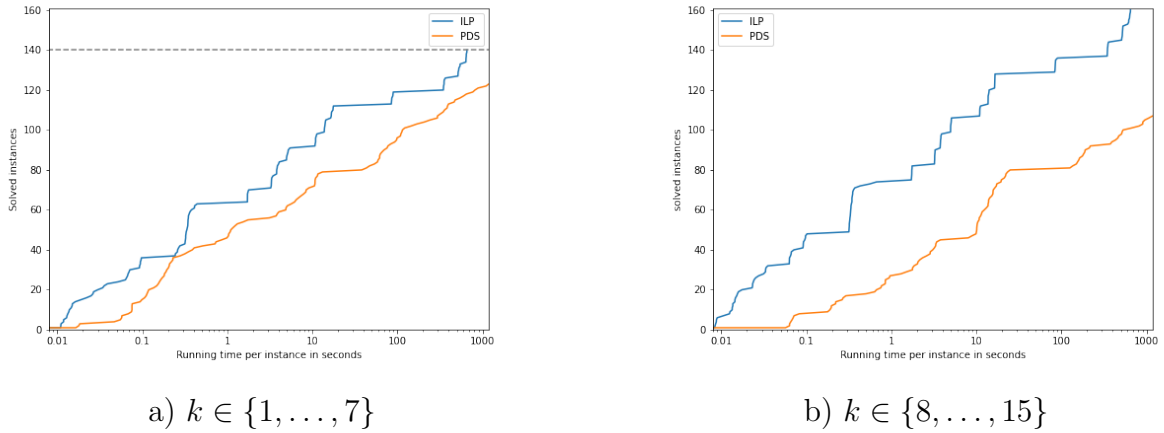 160
140
120
100
80
60
40
20
0
ILP
PDS
Solved instances
0.01 0.1 1 10 100 1000
Running time per instance in seconds
a) k ∈ {1, . . . , 7}
160
140
120
100
80
60
40
20
0
ILP
PDS
solved instances
0.01 0.1 1 10 100 1000
Running time per instance in seconds
b) k ∈ {8, . . . , 15}